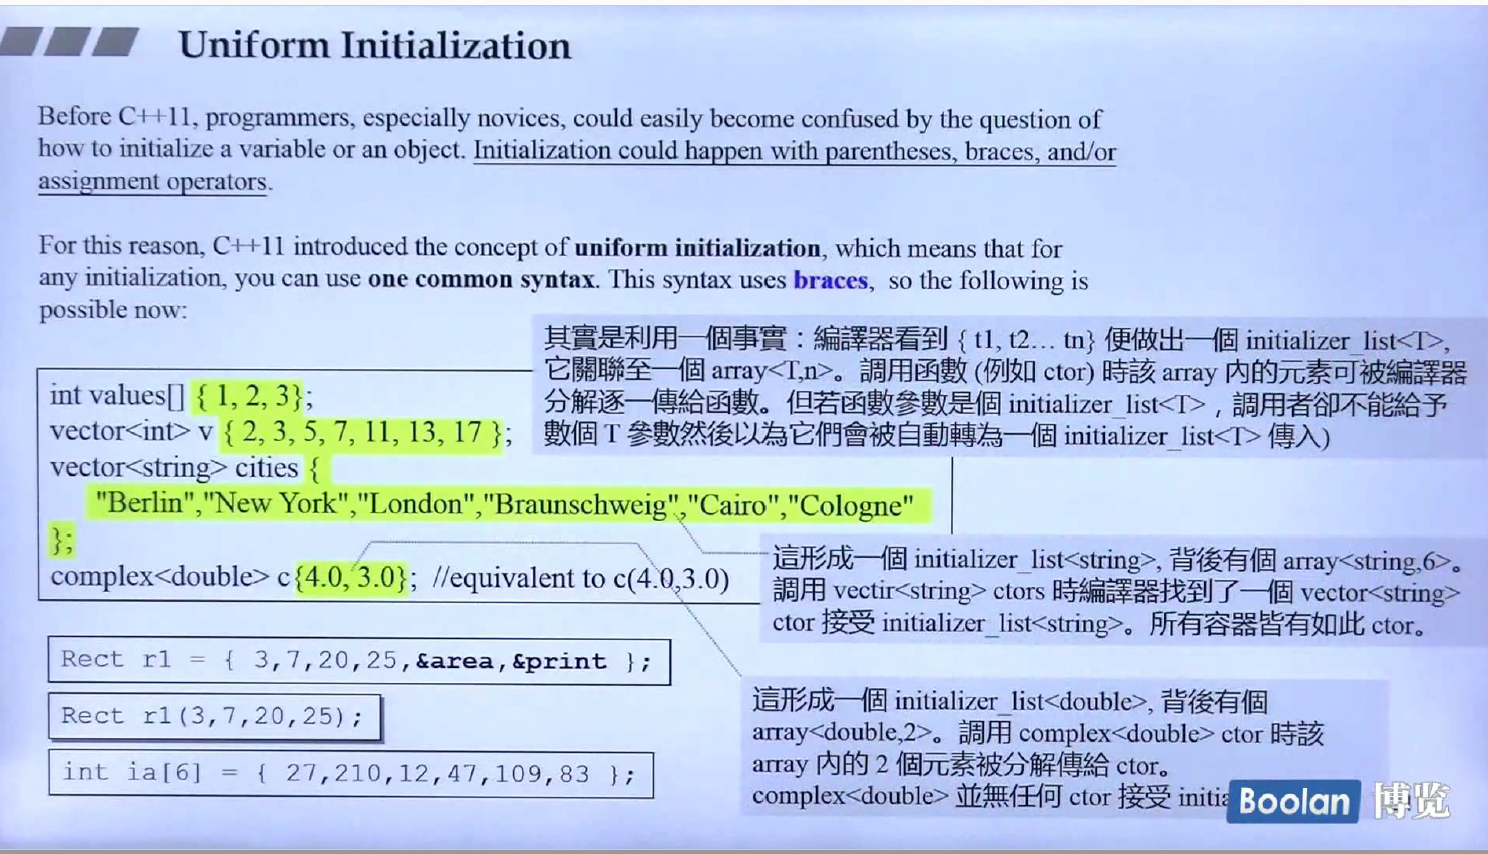 Uniform Initialization
Before C++11, programmers, especially novices, could easily become confused by the question of
how to initialize a variable or an object. Initialization could happen with parentheses, braces, and/or
assignment operators.
For this reason, C++11 introduced the concept of uniform initialization, which means that for
any initialization, you can use one common syntax. This syntax uses braces, so the following is
possible now:
其實是利用一個事實：編譯器看到 { t1, t2… tn} 便做出一個 initializer_list<T>,
它關聯至一個 array<T,n>。調用函數 (例如 ctor) 時該 array 內的元素可被編譯器
分解逐一傳給函數。但若函數參數是個 initializer_list<T>，調用者卻不能給予
數個 T 參數然後以為它們會被自動轉為一個 initializer_list<T> 傳入)
int values[] { 1, 2, 3};
vector<int> v { 2, 3, 5, 7, 11, 13, 17 };
vector<string> cities {
"Berlin","New York","London","Braunschweig","Cairo","Cologne"
};
complex<double> c{4.0, 3.0}; //equivalent to c(4.0,3.0)
這形成一個 initializer_list<string>, 背後有個 array<string,6>。
調用 vectir<string> ctors 時編譯器找到了一個 vector<string>
ctor 接受 initializer_list<string>。所有容器皆有如此 ctor。
Rect r1 = { 3,7,20,25,&area,&print };
Rect r1(3,7,20,25);
int ia[6] = { 27,210,12,47,109,83 };
這形成一個 initializer_list<double>, 背後有個
array<double,2>。調用 complex<double> ctor 時該
array 內的 2 個元素被分解傳給 ctor。
complex<double> 並無任何 ctor 接受 initia
Boolan 博览